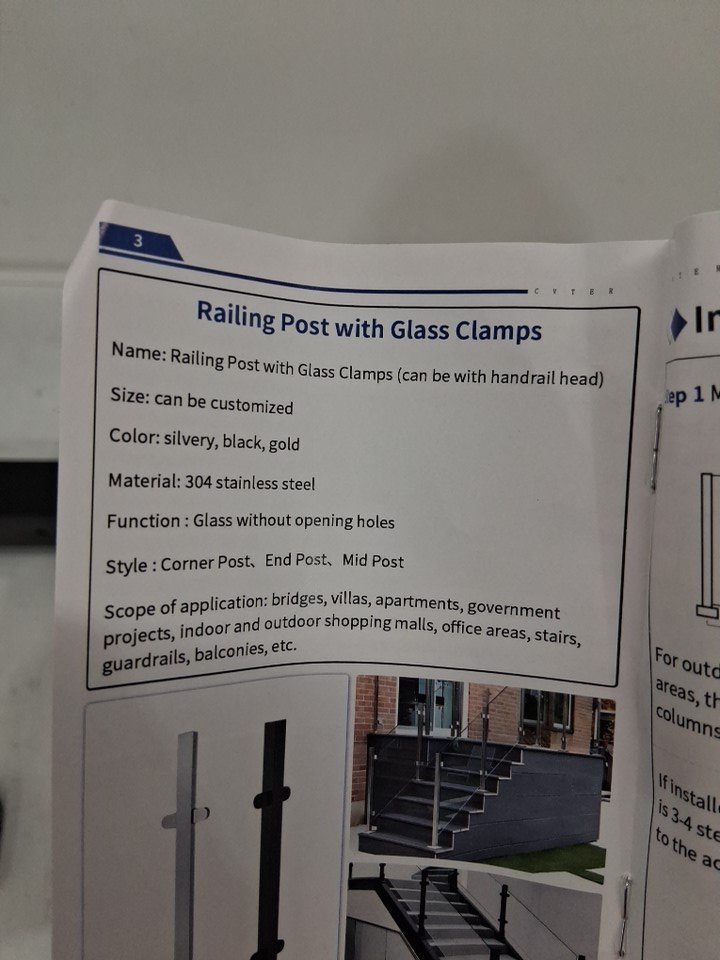 3
C V T E R
Railing Post with Glass Clamps
Name: Railing Post with Glass Clamps (can be with handrail head)
Size: can be customized
Color: silvery, black, gold
Material: 304 stainless steel
Function : Glass without opening holes
Style : Corner Post、End Post、Mid Post
Scope of application: bridges, villas, apartments, government
projects, indoor and outdoor shopping malls, office areas, stairs,
guardrails, balconies, etc.
In
ep 1 M
For outd
areas, th
columns
If install
is 3-4 ste
to the ac